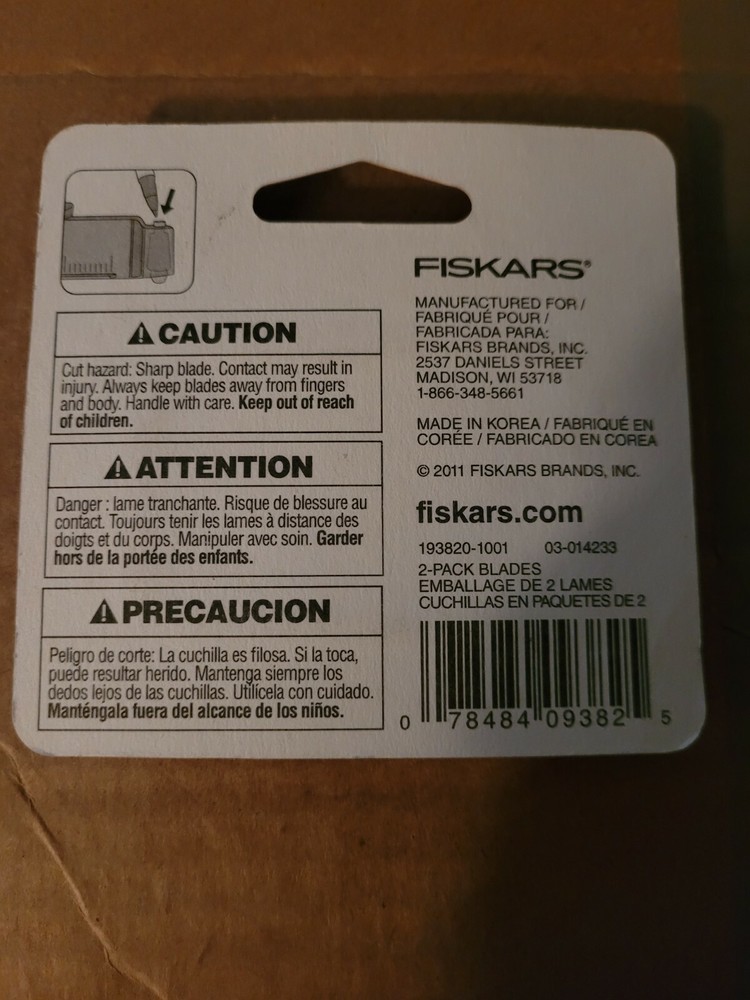 ⚠ CAUTION
Cut hazard: Sharp blade. Contact may result in
injury. Always keep blades away from fingers
and body. Handle with care. Keep out of reach
of children.
⚠ ATTENTION
Danger : lame tranchante. Risque de blessure au
contact. Toujours tenir les lames à distance des
doigts et du corps. Manipuler avec soin. Garder
hors de la portée des enfants.
⚠ PRECAUCION
Peligro de corte: La cuchilla es filosa. Si la toca,
puede resultar herido. Mantenga siempre los
dedos lejos de las cuchillas. Utilícela con cuidado.
Manténgala fuera del alcance de los niños.
FISKARS®
MANUFACTURED FOR /
FABRIQUÉ POUR /
FABRICADA PARA:
FISKARS BRANDS, INC.
2537 DANIELS STREET
MADISON, WI 53718
1-866-348-5661
MADE IN KOREA / FABRIQUÉ EN
CORÉE / FABRICADO EN COREA
© 2011 FISKARS BRANDS, INC.
fiskars.com
193820-1001 03-014233
2-PACK BLADES
EMBALLAGE DE 2 LAMES
CUCHILLAS EN PAQUETES DE 2
0 78484 09382 5